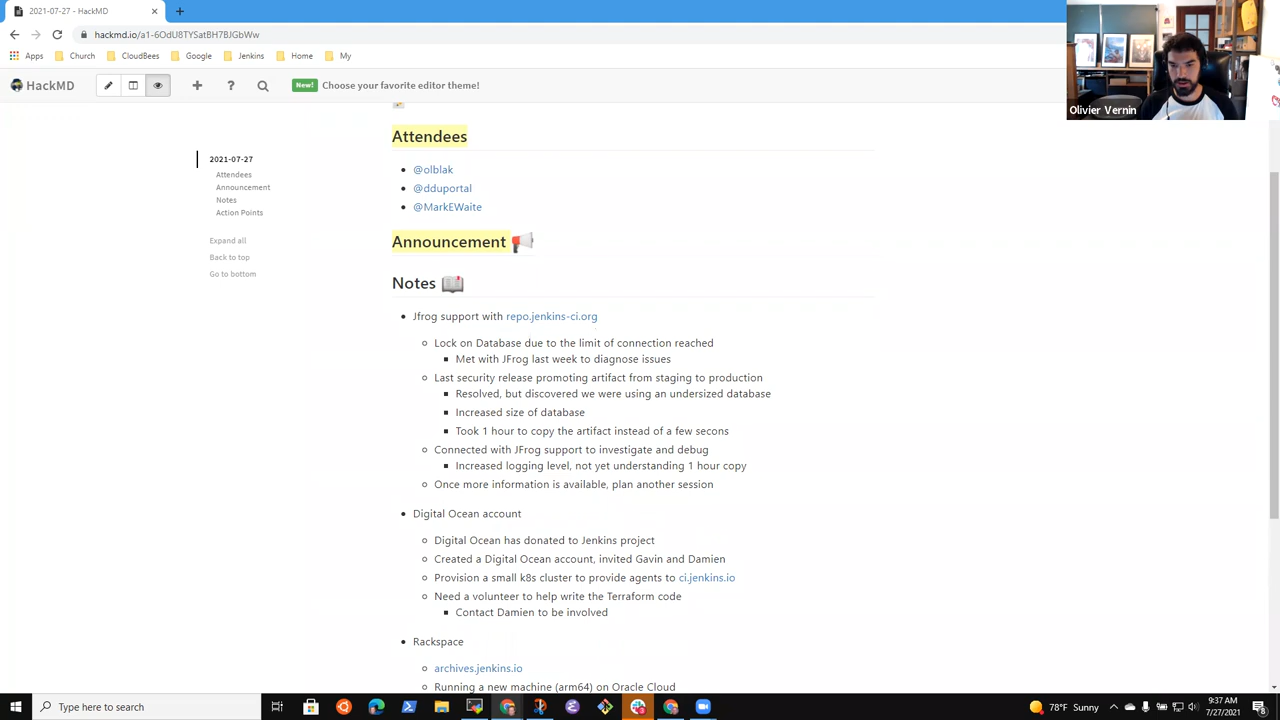 2021-07-27 - HackMD
hackmd.io/a1-6OdU8TYSatBH7BJGbWw
Apps
Church
CloudBees
Google
Jenkins
Home
My
HackMD
New!
Choose your favorite editor theme!
Olivier Vernin
2021-07-27
Attendees
Announcement
Notes
Action Points
Expand all
Back to top
Go to bottom
Attendees
@olblak
@dduportal
@MarkEWaite
Announcement
Notes
Jfrog support with repo.jenkins-ci.org
Lock on Database due to the limit of connection reached
Met with JFrog last week to diagnose issues
Last security release promoting artifact from staging to production
Resolved, but discovered we were using an undersized database
Increased size of database
Took 1 hour to copy the artifact instead of a few secons
Connected with JFrog support to investigate and debug
Increased logging level, not yet understanding 1 hour copy
Once more information is available, plan another session
Digital Ocean account
Digital Ocean has donated to Jenkins project
Created a Digital Ocean account, invited Gavin and Damien
Provision a small k8s cluster to provide agents to ci.jenkins.io
Need a volunteer to help write the Terraform code
Contact Damien to be involved
Rackspace
archives.jenkins.io
Running a new machine (arm64) on Oracle Cloud
Type here to search
78°F Sunny
9:37 AM
7/27/2021